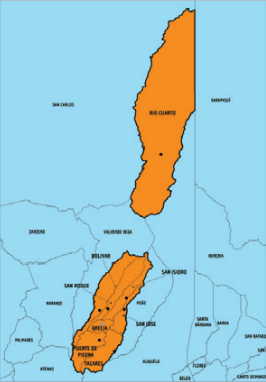 SAN CARLOS
SARAPIQUÍ
RIO CUARTO
ZARCERO
VALVERDE VEGA
HEREDIA
BOLIVAR
SAN ISIDRO
SAN ROQUE
NARANJO
POÁS
GRECIA
SAN JOSE
SANTA
BÁRBARA
BARVA
SAN RAFAEL
PALMARES
PUENTE DE
PIEDRA
TACARES
ATENAS
ALAJUELA
FLORES
BELEN
SANTO DOMINGO